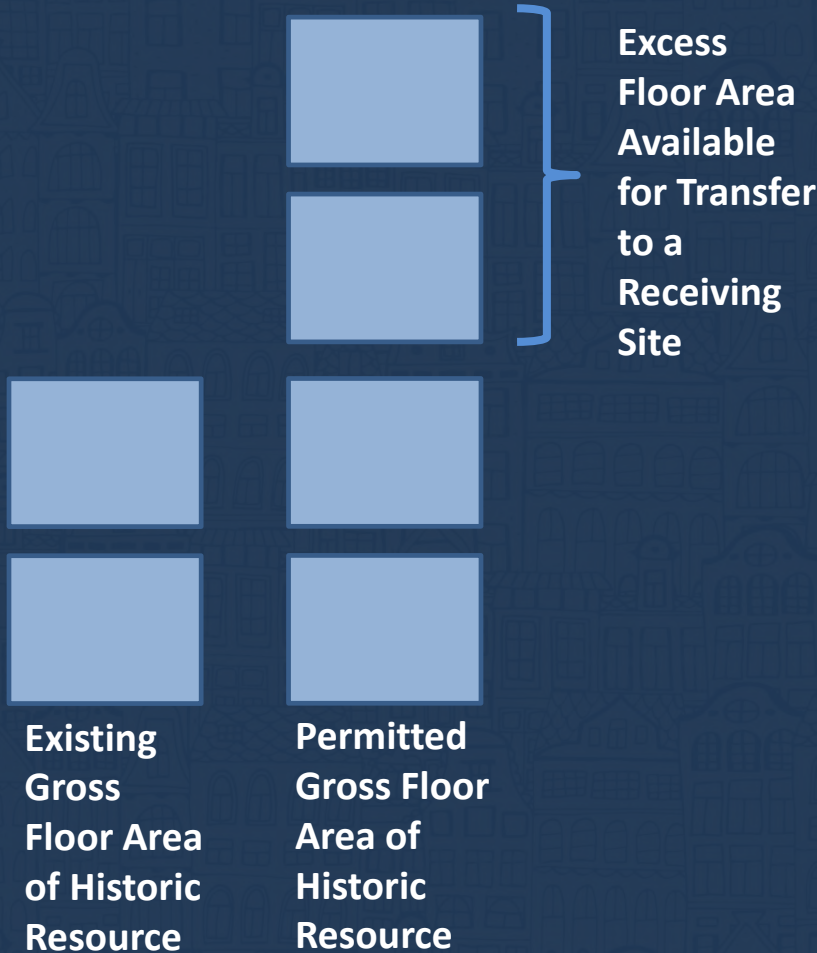 Excess
Floor Area
Available
for Transfer
to a
Receiving
Site
Existing
Gross
Floor Area
of Historic
Resource
Permitted
Gross Floor
Area of
Historic
Resource